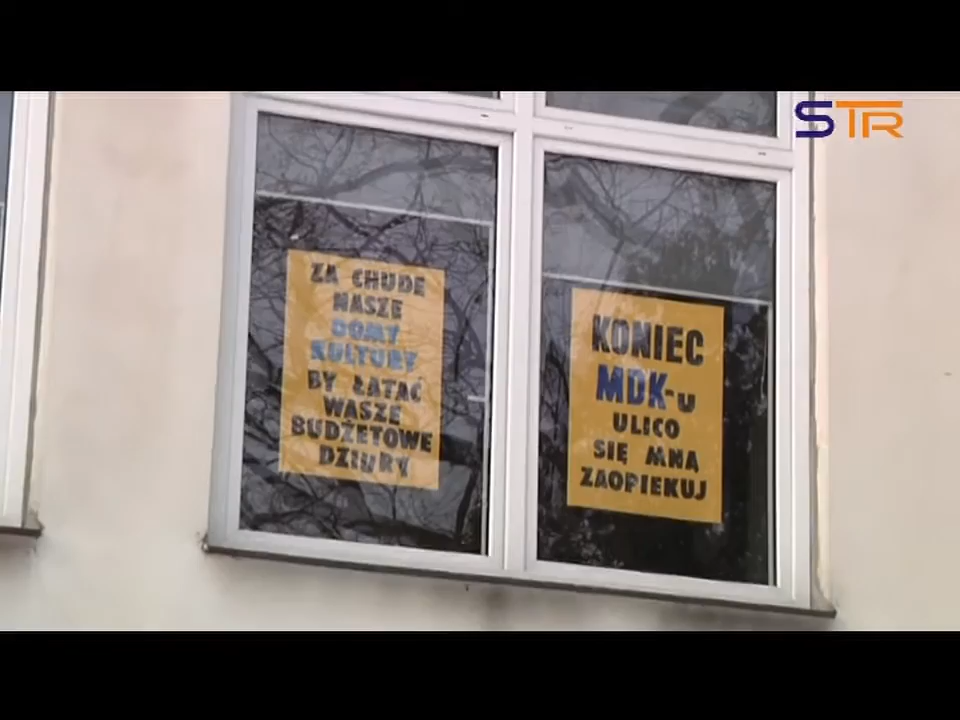 STR
ZA CHUDE
NASZE
DOMY
KULTURY
BY ŁATAĆ
WASZE
BUDŻETOWE
DZIURY
KONIEC
MDK-u
ULICO
SIĘ MNĄ
ZAOPIEKUJ